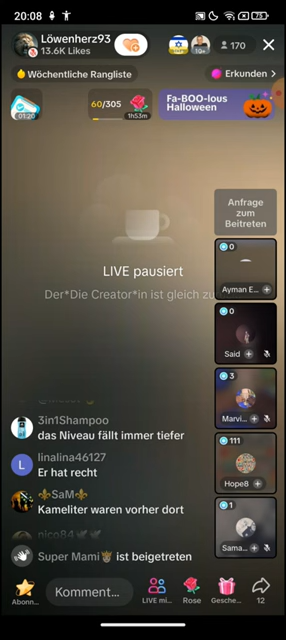 20:08
75
Löwenherz93
13.6K Likes
10+
170
Wöchentliche Rangliste
Erkunden
01:20
60/305
1h53m
Fa-BOO-lous
Halloween
Anfrage
zum
Beitreten
LIVE pausiert
Der*Die Creator*in ist gleich zu
0
Ayman E...
0
Said
3
Marvi...
111
Hope8
1
Sama...
3in1Shampoo
das Niveau fällt immer tiefer
L
linalina46127
Er hat recht
SaM
Kameliter waren vorher dort
nico84
Super Mami ist beigetreten
Abonn...
Komment...
LIVE mi...
Rose
Gesche...
12